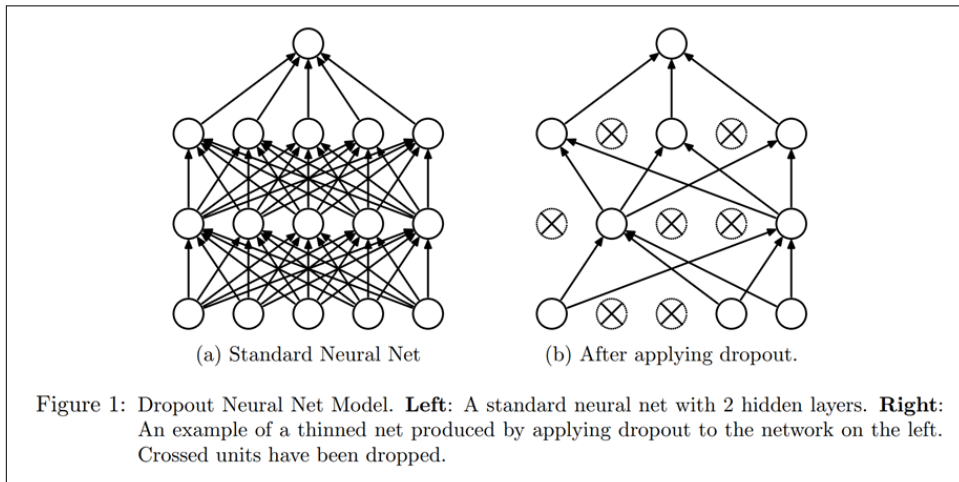 (a) Standard Neural Net
(b) After applying dropout.
Figure 1: Dropout Neural Net Model. Left: A standard neural net with 2 hidden layers. Right:
An example of a thinned net produced by applying dropout to the network on the left.
Crossed units have been dropped.